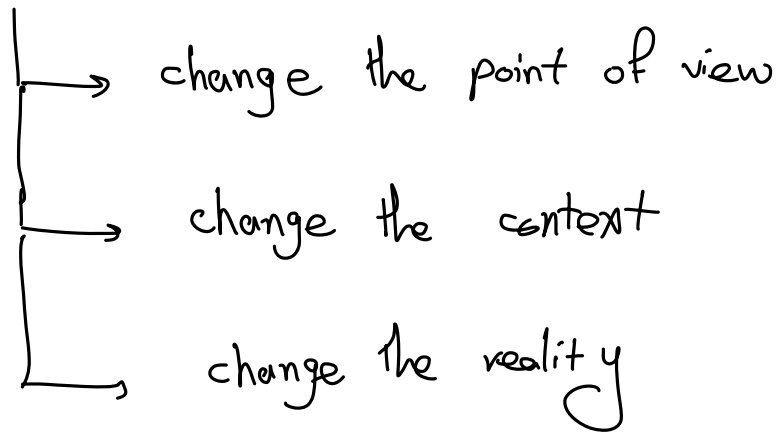 change the point of view
change the context
change the reality